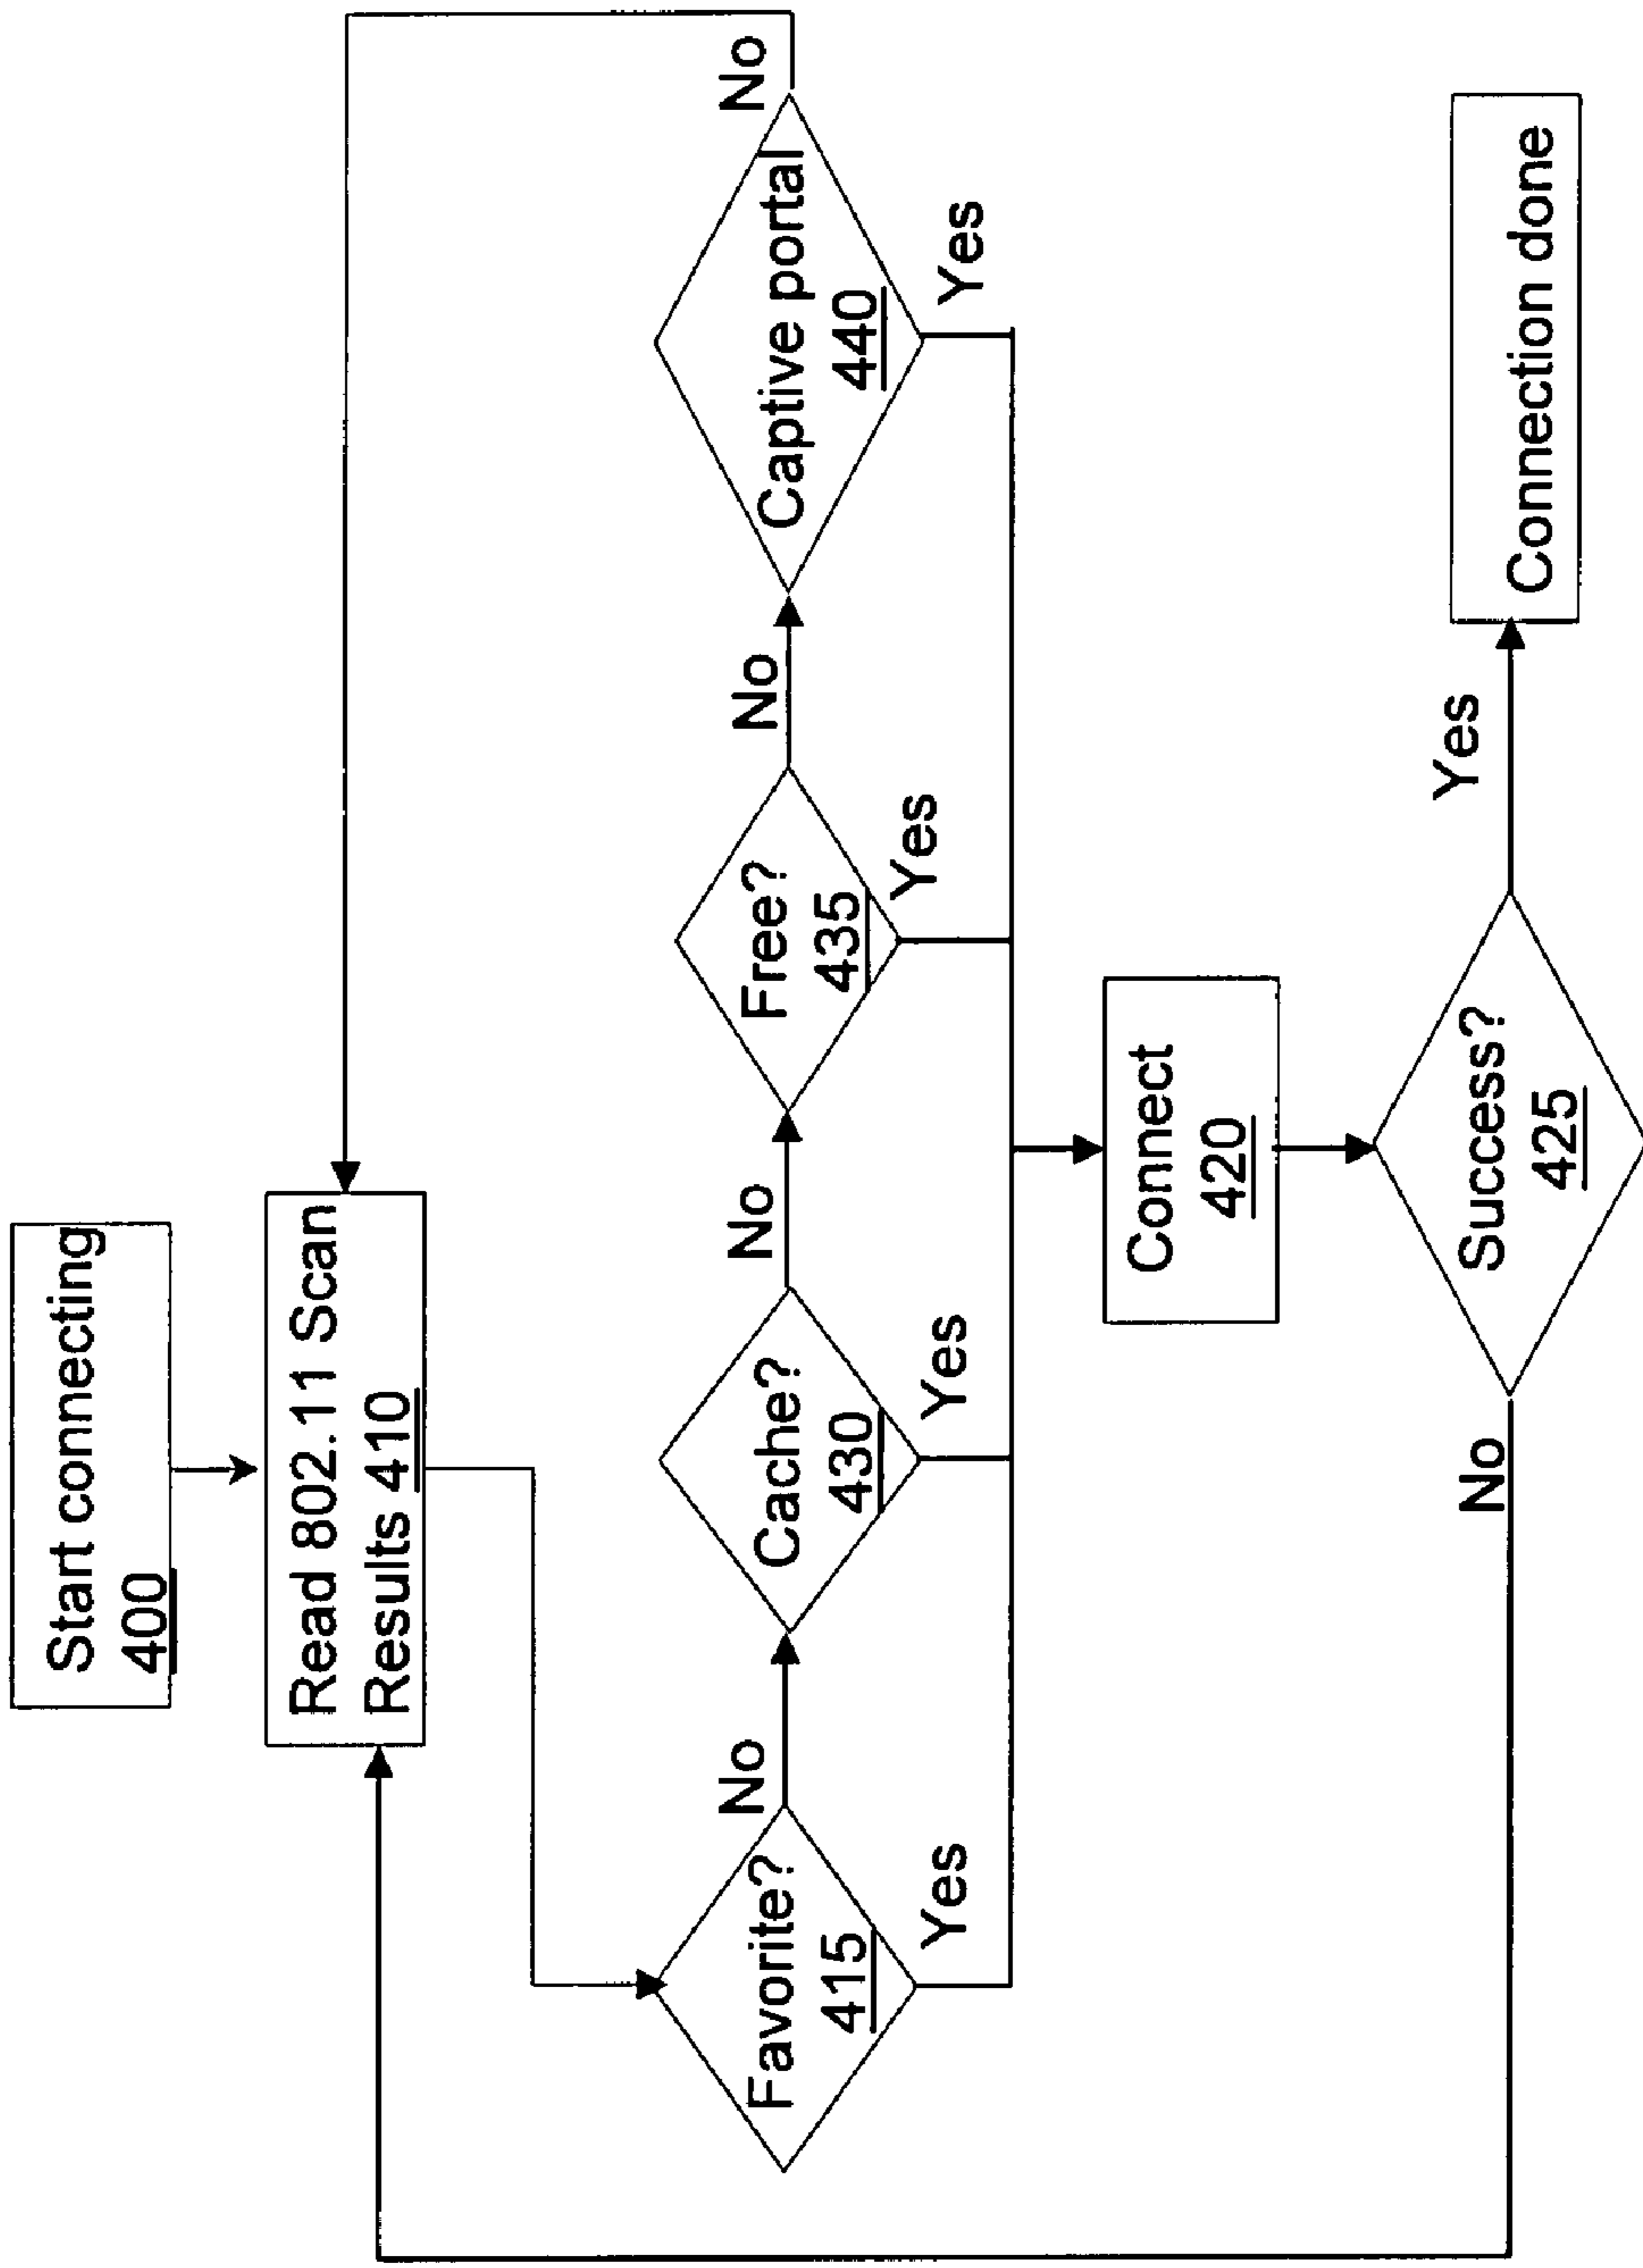 Start connecting
400
Read 802.11 Scan
Results 410
Favorite?
415
No
Yes
Cache?
430
No
Yes
Free?
435
No
Yes
Captive portal
440
No
Yes
Connect
420
Success?
425
No
Yes
Connection done